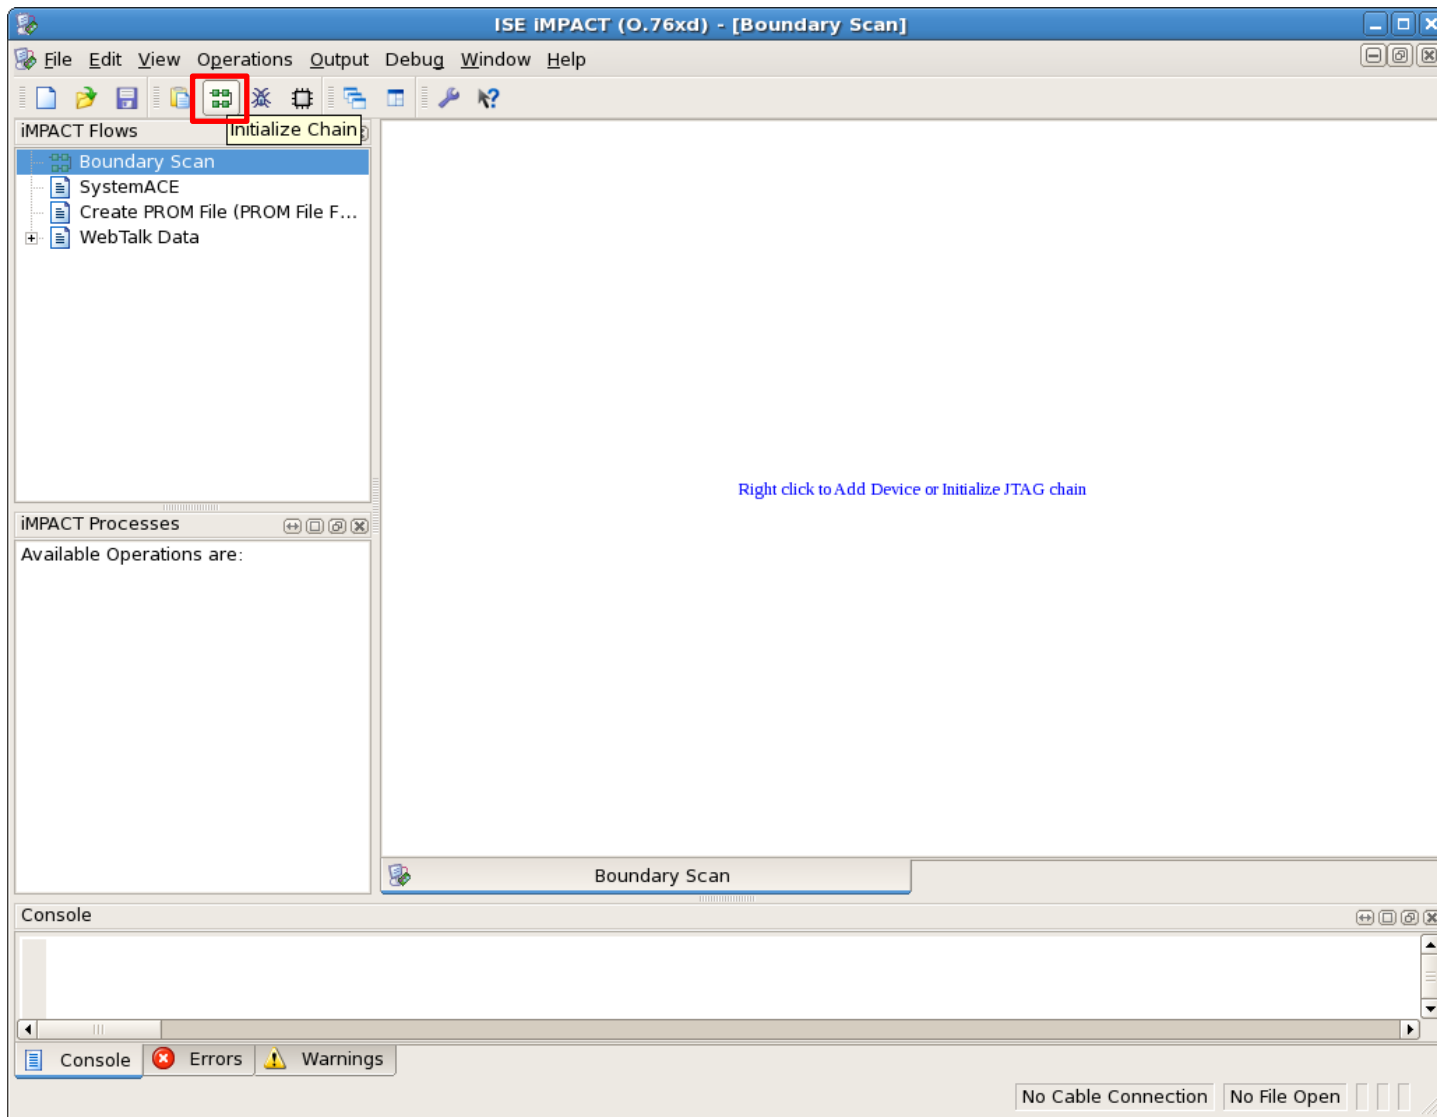 ISE iMPACT (O.76xd) - [Boundary Scan]
File Edit View Operations Output Debug Window Help
iMPACT Flows
Initialize Chain
Boundary Scan
SystemACE
Create PROM File (PROM File F...
WebTalk Data
Right click to Add Device or Initialize JTAG chain
iMPACT Processes
Available Operations are:
Boundary Scan
Console
Console Errors Warnings
No Cable Connection No File Open